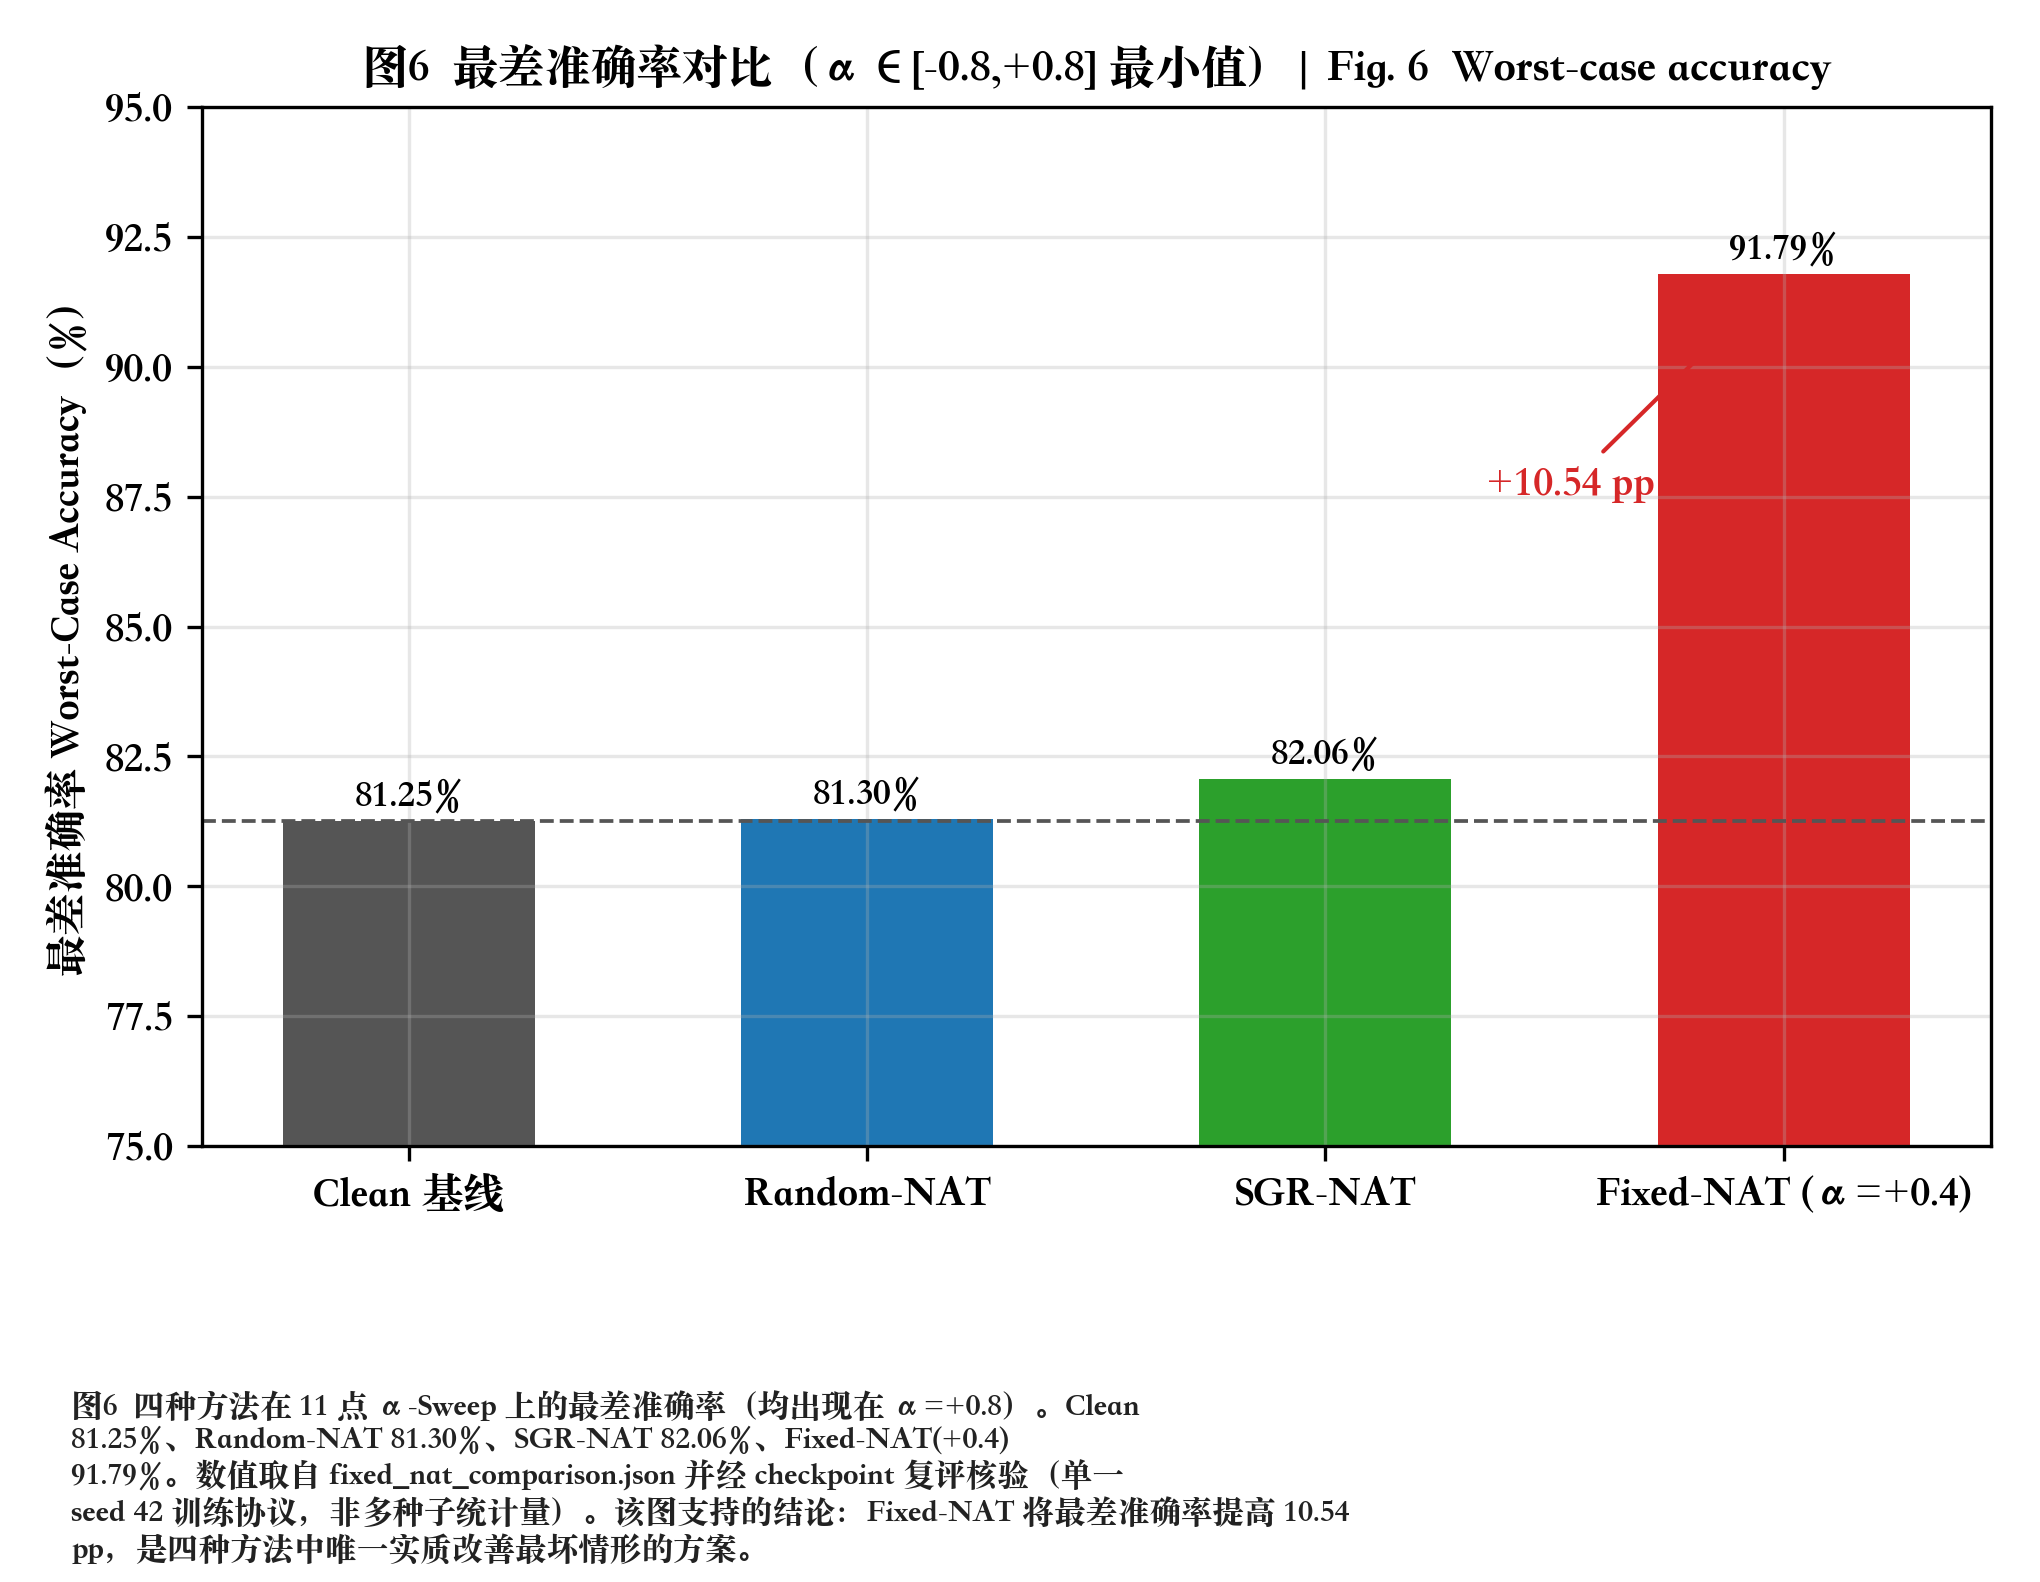 图6 最差准确率对比（α∈[-0.8,+0.8] 最小值） | Fig. 6 Worst-case accuracy
最差准确率 Worst-Case Accuracy（%）
95.0
92.5
90.0
87.5
85.0
82.5
80.0
77.5
75.0
81.25%
81.30%
82.06%
91.79%
+10.54 pp
Clean 基线
Random-NAT
SGR-NAT
Fixed-NAT (α=+0.4)
图6 四种方法在 11 点 α-Sweep 上的最差准确率（均出现在 α=+0.8）。Clean
81.25%、Random-NAT 81.30%、SGR-NAT 82.06%、Fixed-NAT(+0.4)
91.79%。数值取自 fixed_nat_comparison.json 并经 checkpoint 复评核验（单一
seed 42 训练协议，非多种子统计量）。该图支持的结论：Fixed-NAT 将最差准确率提高 10.54
pp，是四种方法中唯一实质改善最坏情形的方案。